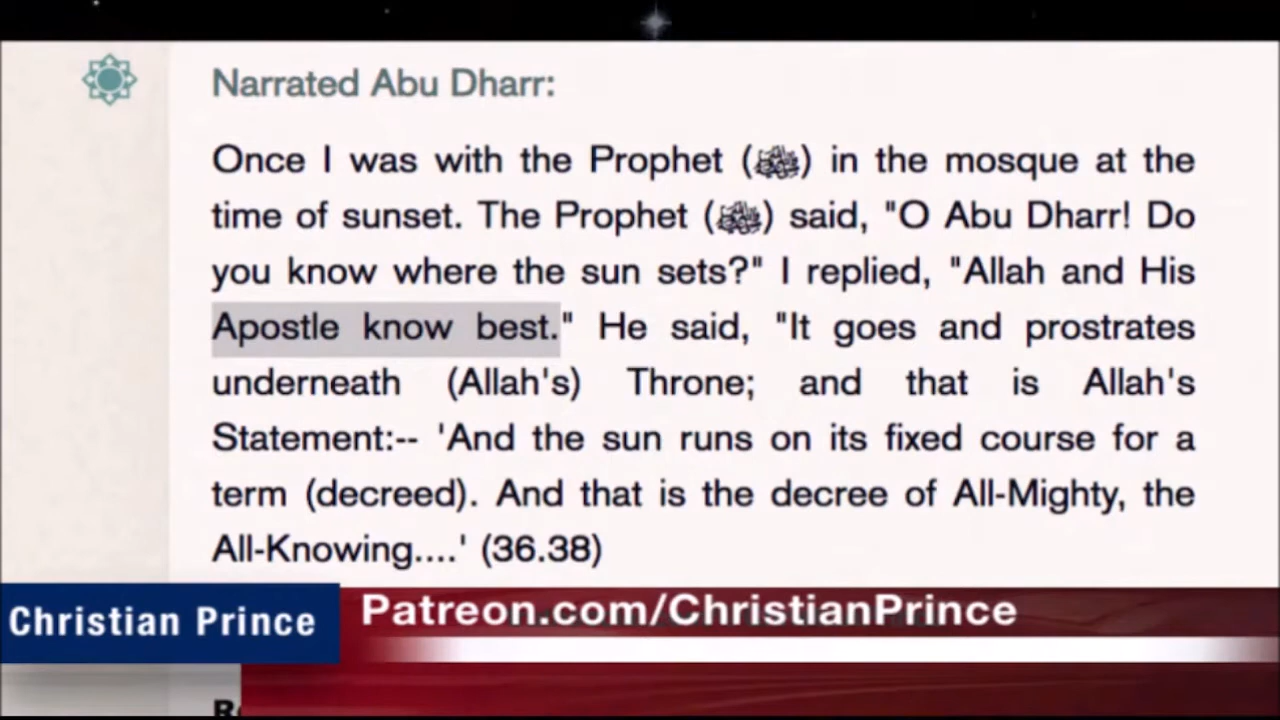 Narrated Abu Dharr:
Once I was with the Prophet (ﷺ) in the mosque at the
time of sunset. The Prophet (ﷺ) said, "O Abu Dharr! Do
you know where the sun sets?" I replied, "Allah and His
Apostle know best." He said, "It goes and prostrates
underneath (Allah's) Throne; and that is Allah's
Statement:-- 'And the sun runs on its fixed course for a
term (decreed). And that is the decree of All-Mighty, the
All-Knowing....' (36.38)
Christian Prince
Patreon.com/ChristianPrince